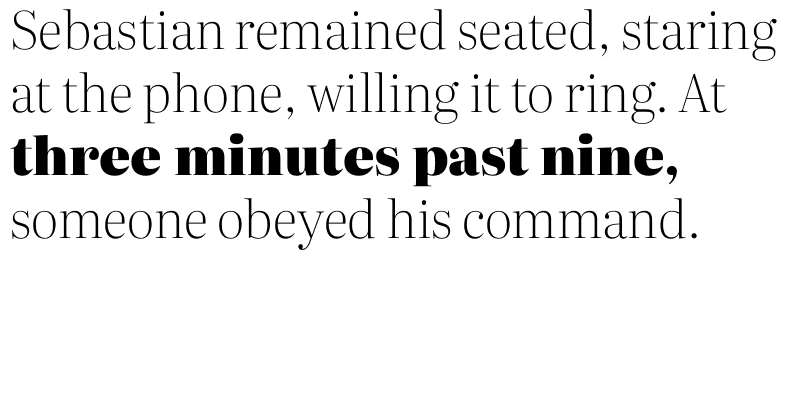 Sebastian remained seated, staring
at the phone, willing it to ring. At
three minutes past nine,
someone obeyed his command.